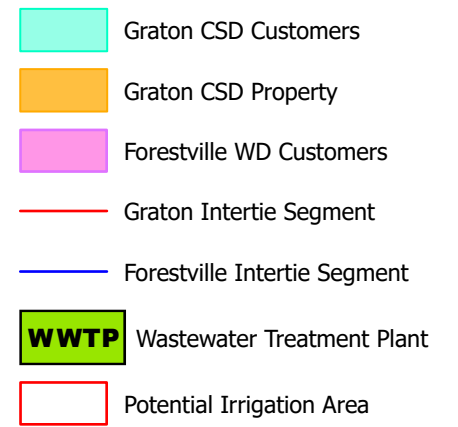 Graton CSD Customers
Graton CSD Property
Forestville WD Customers
Graton Intertie Segment
Forestville Intertie Segment
WWTP Wastewater Treatment Plant
Potential Irrigation Area